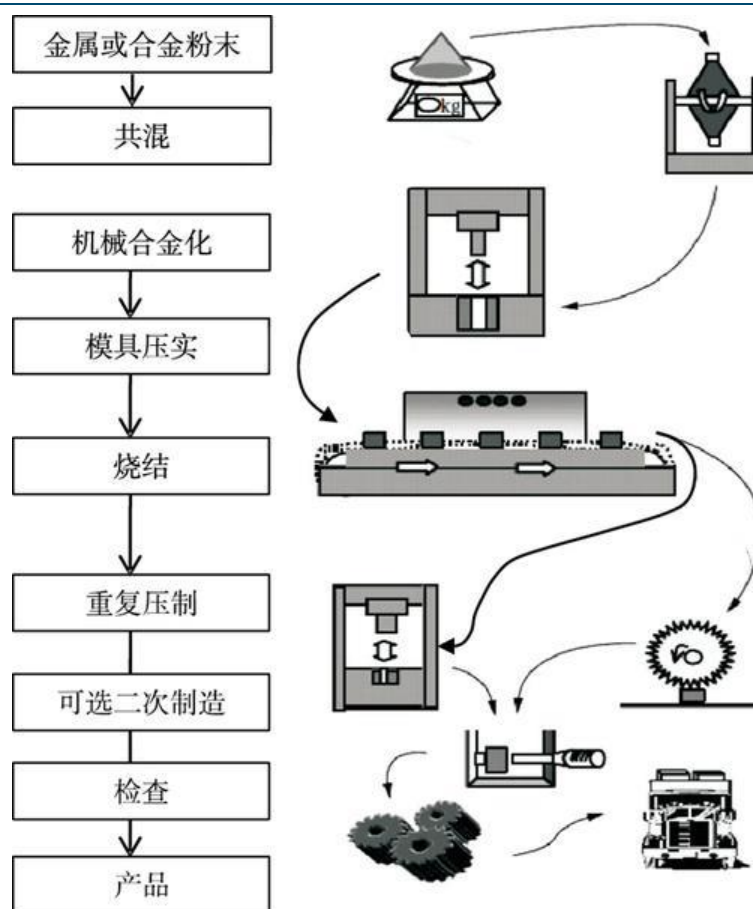 金属或合金粉末
kg
共混
机械合金化
模具压实
烧结
重复压制
可选二次制造
检查
产品